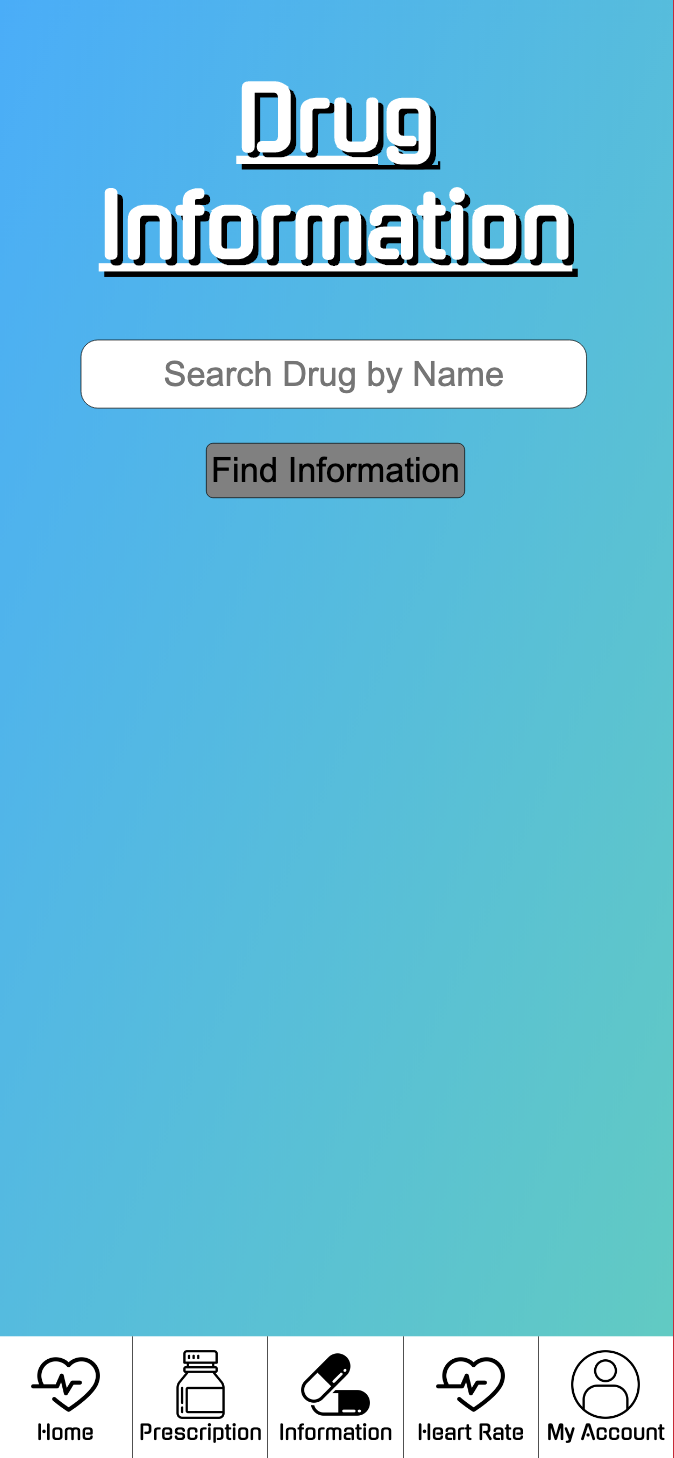 Drug
Information
Search Drug by Name
Find Information
Home
Prescription
Information
Heart Rate
My Account